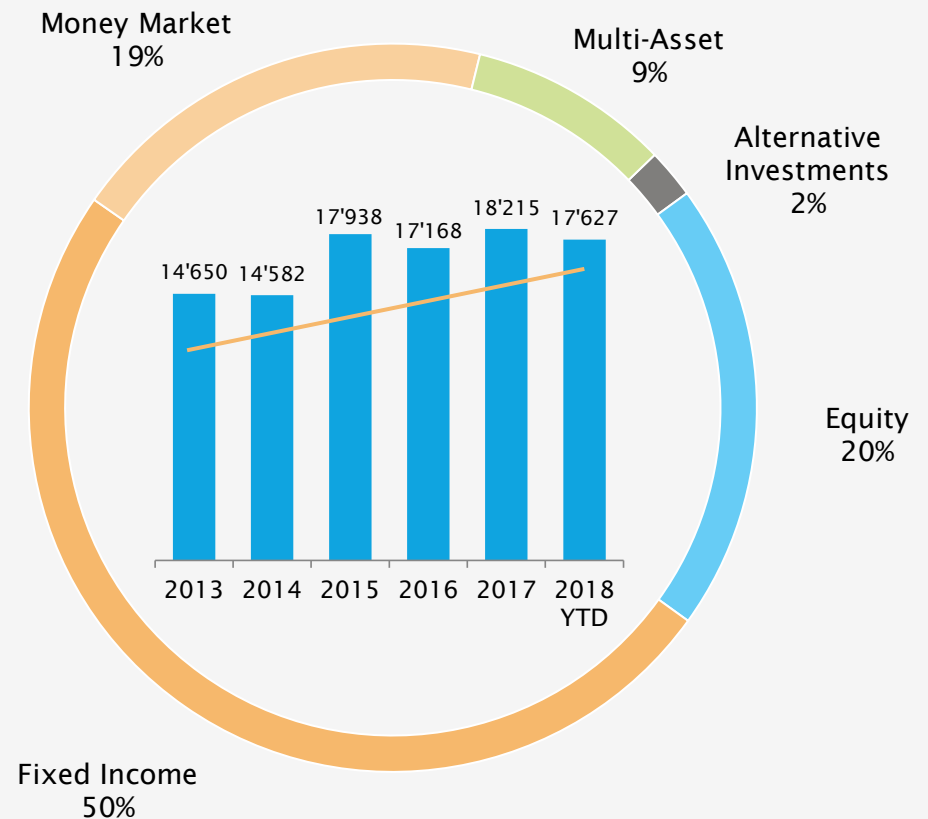 Money Market
19%
Multi-Asset
9%
Alternative
Investments
2%
18'215
17'938
17'627
17'168
14'650
14'582
Equity
20%
2013
2014
2015
2016
2017
2018
YTD
Fixed Income
50%